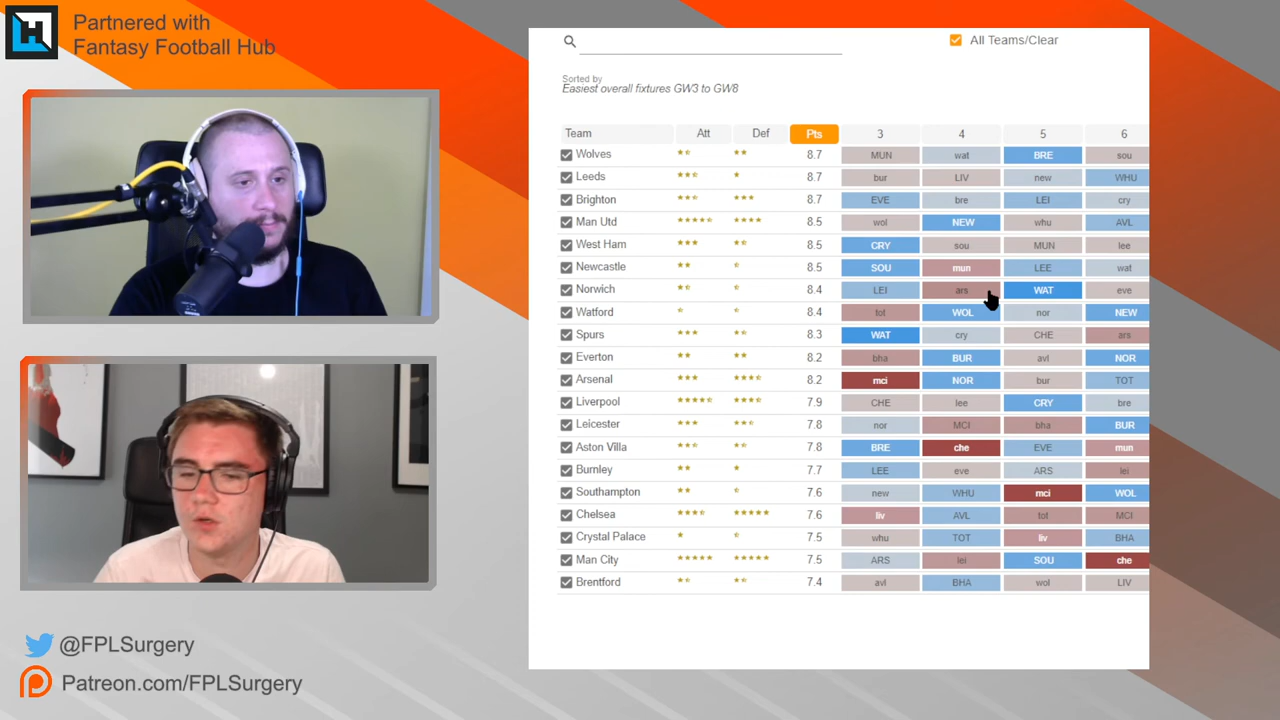 Partnered with
Fantasy Football Hub
All Teams/Clear
Sorted by
Easiest overall fixtures GW3 to GW8
Team Att Def Pts 3 4 5 6
Wolves 8.7 MUN wat BRE sou
Leeds 8.7 bur LIV new WHU
Brighton 8.7 EVE bre LEI cry
Man Utd 8.5 wol NEW whu AVL
West Ham 8.5 CRY sou MUN lee
Newcastle 8.5 SOU mun LEE wat
Norwich 8.4 LEI ars WAT eve
Watford 8.4 tot WOL nor NEW
Spurs 8.3 WAT cry CHE ars
Everton 8.2 bha BUR avl NOR
Arsenal 8.2 mci NOR bur TOT
Liverpool 7.9 CHE lee CRY bre
Leicester 7.8 nor MCI bha BUR
Aston Villa 7.8 BRE che EVE mun
Burnley 7.7 LEE eve ARS lei
Southampton 7.6 new WHU mci WOL
Chelsea 7.6 liv AVL tot MCI
Crystal Palace 7.5 whu TOT liv BHA
Man City 7.5 ARS lei SOU che
Brentford 7.4 avl BHA wol LIV
@FPLSurgery
Patreon.com/FPLSurgery